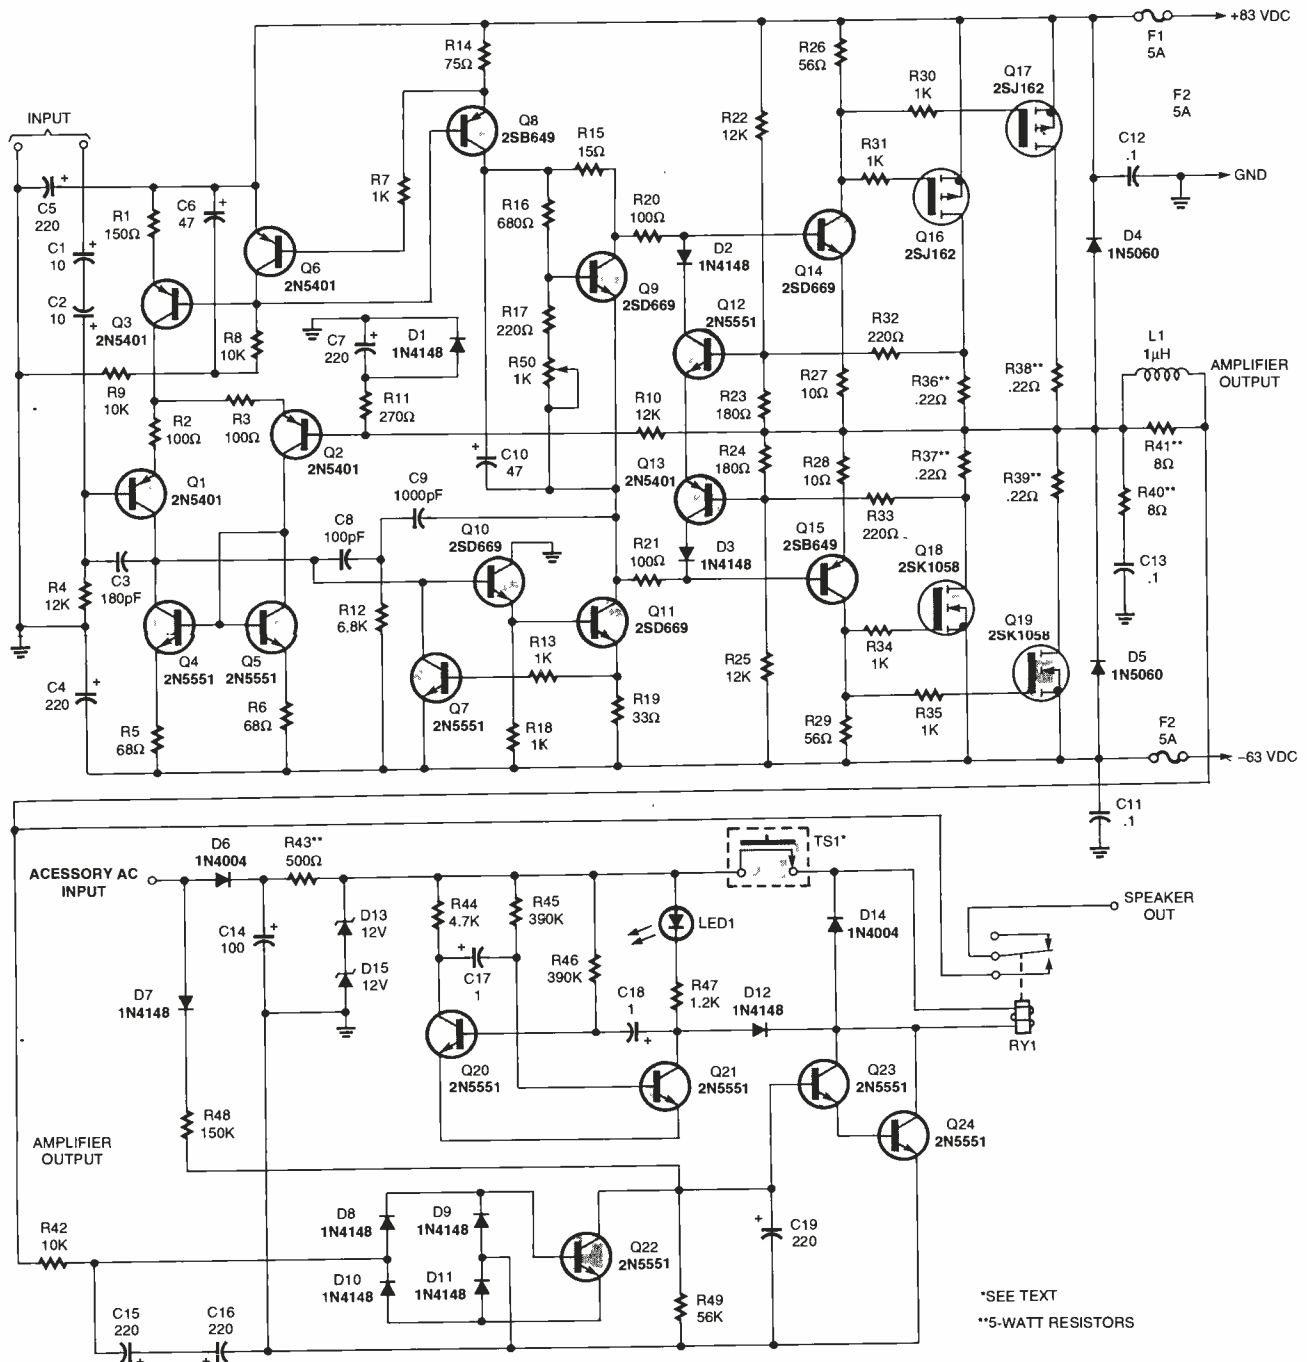 +83 VDC
F1
5A
F2
5A
R14
75Ω
R26
56Ω
INPUT
R30
1K
Q17
2SJ162
Q8
2SB649
R22
12K
R15
15Ω
R31
1K
C12
.1
GND
C5
220
+
R1
150Ω
C6
47
+
R7
1K
R16
680Ω
R20
100Ω
C1
10
+
C2
10
+
Q6
2N5401
Q16
2SJ162
D4
1N5060
D2
1N4148
Q14
2SD669
Q9
2SD669
Q3
2N5401
R8
10K
C7
220
+
D1
1N4148
R17
220Ω
Q12
2N5551
R32
220Ω
L1
1µH
AMPLIFIER
OUTPUT
R50
1K
R9
10K
R11
270Ω
R10
12K
R23
180Ω
R27
10Ω
R36**
.22Ω
R38**
.22Ω
R2
100Ω
R3
100Ω
Q2
2N5401
R41**
8Ω
R24
180Ω
R28
10Ω
R37**
.22Ω
R39**
.22Ω
C10
47
+
Q13
2N5401
Q1
2N5401
R40**
8Ω
C9
1000pF
R33
220Ω
C8
100pF
Q10
2SD669
R21
100Ω
D3
1N4148
Q15
2SB649
Q18
2SK1058
C13
.1
C3
180pF
R4
12K
R12
6.8K
Q11
2SD669
Q19
2SK1058
R34
1K
R13
1K
Q4
2N5551
Q5
2N5551
D5
1N5060
C4
220
+
Q7
2N5551
R25
12K
R35
1K
R5
68Ω
R6
68Ω
R18
1K
R19
33Ω
R29
56Ω
F2
5A
–63 VDC
C11
.1
D6
1N4004
R43**
500Ω
TS1*
ACESSORY AC
INPUT
SPEAKER
OUT
C14
100
+
D13
12V
R44
4.7K
R45
390K
LED1
D14
1N4004
+
C17
1
R46
390K
D15
12V
D7
1N4148
C18
1
+
R47
1.2K
D12
1N4148
RY1
Q20
2N5551
Q21
2N5551
Q23
2N5551
R48
150K
Q24
2N5551
AMPLIFIER
OUTPUT
D8
1N4148
D9
1N4148
C19
220
+
R42
10K
Q22
2N5551
D10
1N4148
D11
1N4148
R49
56K
*SEE TEXT
**5-WATT RESISTORS
C15
220
+
C16
220
+